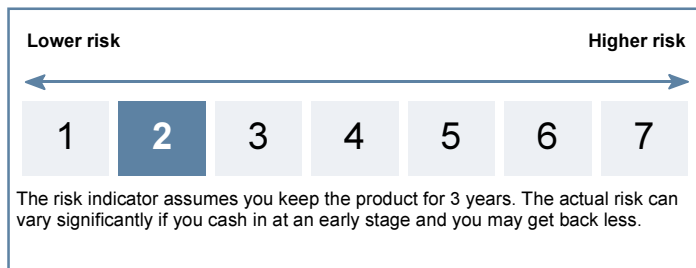 Lower risk Higher risk
1 2 3 4 5 6 7
The risk indicator assumes you keep the product for 3 years. The actual risk can
vary significantly if you cash in at an early stage and you may get back less.